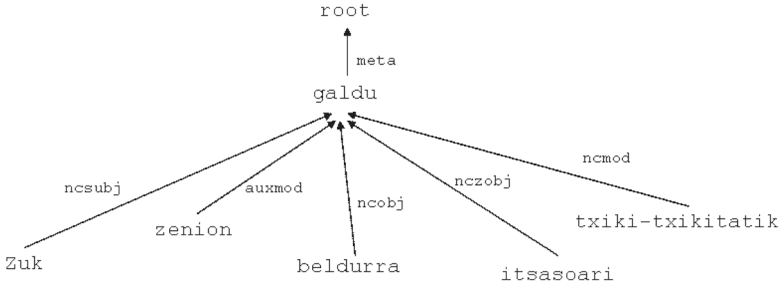 root
meta
galdu
ncmod
ncsubj
auxmod
ncobj
nczobj
txiki-txikitatik
zenion
Zuk
beldurra
itsasoari